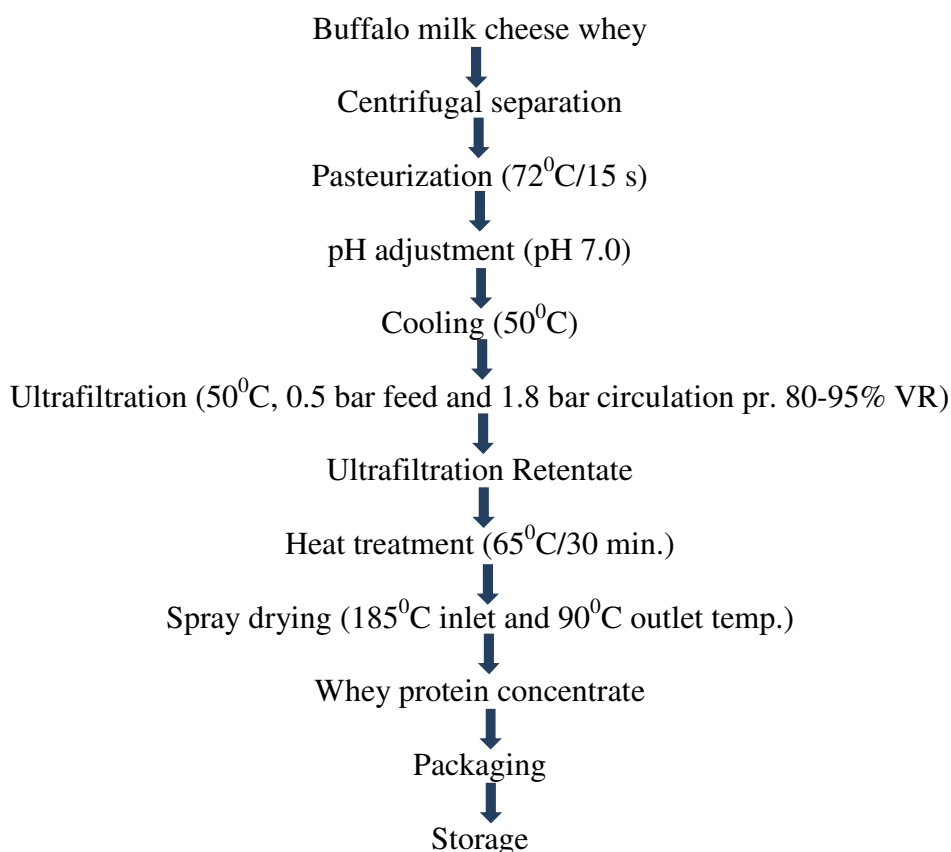 Buffalo milk cheese whey
Centrifugal separation
Pasteurization (72⁰C/15 s)
pH adjustment (pH 7.0)
Cooling (50⁰C)
Ultrafiltration (50⁰C, 0.5 bar feed and 1.8 bar circulation pr. 80-95% VR)
Ultrafiltration Retentate
Heat treatment (65⁰C/30 min.)
Spray drying (185⁰C inlet and 90⁰C outlet temp.)
Whey protein concentrate
Packaging
Storage